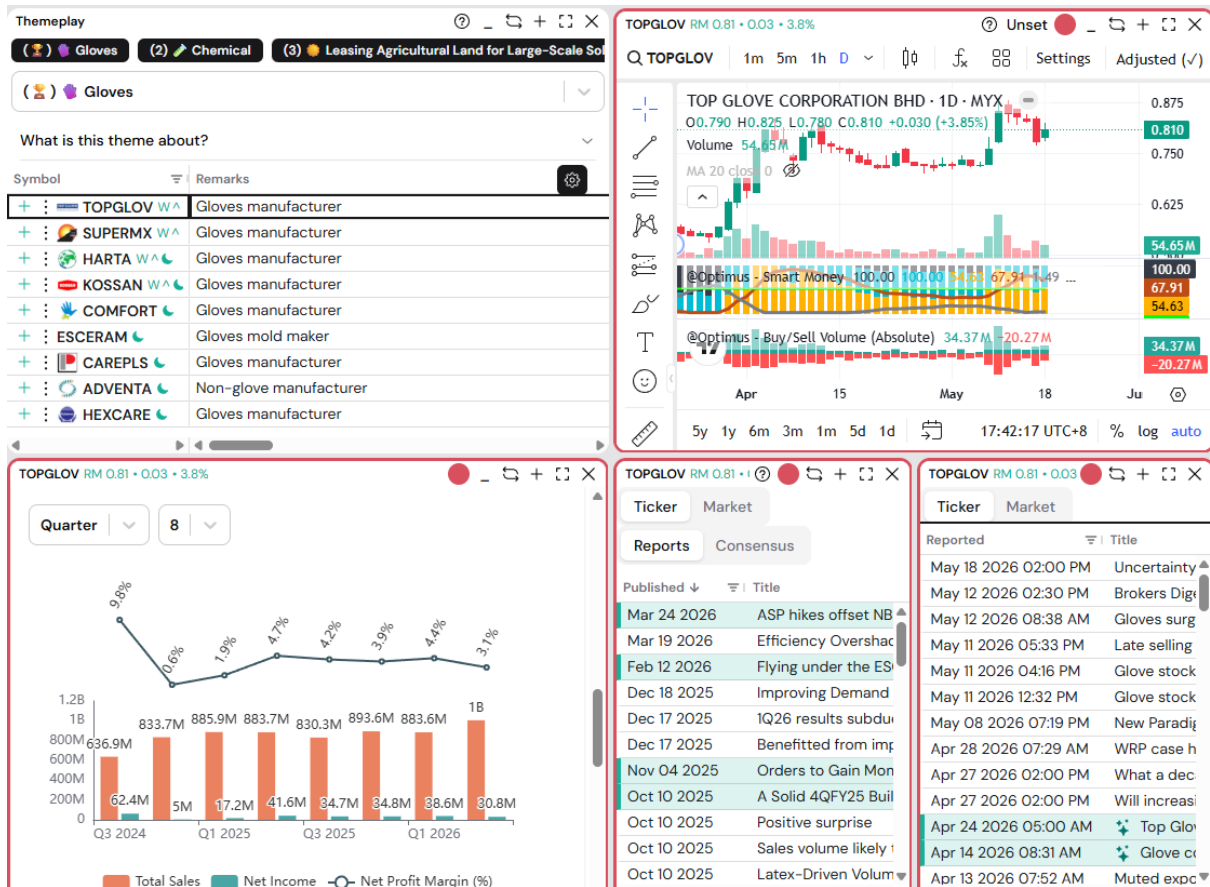 Themeplay
( 🏆 ) Gloves (2) Chemical (3) Leasing Agricultural Land for Large-Scale Sol
( 🏆 ) Gloves
What is this theme about?
Symbol Remarks
TOPGLOV W^ Gloves manufacturer
SUPERMX W^ Gloves manufacturer
HARTA W^ Gloves manufacturer
KOSSAN W^ Gloves manufacturer
COMFORT Gloves manufacturer
ESCERAM Gloves mold maker
CAREPLS Gloves manufacturer
ADVENTA Non-glove manufacturer
HEXCARE Gloves manufacturer
TOPGLOV RM 0.81 • 0.03 • 3.8% Unset
TOPGLOV 1m 5m 1h D Settings Adjusted (✓)
TOP GLOVE CORPORATION BHD · 1D · MYX
O0.790 H0.825 L0.780 C0.810 +0.030 (+3.85%)
Volume 54.65M
MA 20 close 0
0.875
0.810
0.750
0.625
54.65M
@Optimus - Smart Money 100.00 100.00 54.63 67.91 1.49 ...
100.00
67.91
54.63
@Optimus - Buy/Sell Volume (Absolute) 34.37M -20.27M
34.37M
-20.27M
Apr 15 May 18 Ju
5y 1y 6m 3m 1m 5d 1d 17:42:17 UTC+8 % log auto
TOPGLOV RM 0.81 • 0.03 • 3.8%
Quarter 8
9.8% 0.6% 1.9% 4.7% 4.2% 3.9% 4.4% 3.1%
1.2B
1B
800M
600M
400M
200M
0
636.9M 833.7M 885.9M 883.7M 830.3M 893.6M 883.6M 1B
62.4M 5M 17.2M 41.6M 34.7M 34.8M 38.6M 30.8M
Q3 2024 Q1 2025 Q3 2025 Q1 2026
Total Sales Net Income Net Profit Margin (%)
TOPGLOV RM 0.81 •
Ticker Market
Reports Consensus
Published Title
Mar 24 2026 ASP hikes offset NB
Mar 19 2026 Efficiency Overshad
Feb 12 2026 Flying under the ES
Dec 18 2025 Improving Demand
Dec 17 2025 1Q26 results subdu
Dec 17 2025 Benefitted from imp
Nov 04 2025 Orders to Gain Mon
Oct 10 2025 A Solid 4QFY25 Buil
Oct 10 2025 Positive surprise
Oct 10 2025 Sales volume likely
Oct 10 2025 Latex-Driven Volum
TOPGLOV RM 0.81 • 0.03
Ticker Market
Reported Title
May 18 2026 02:00 PM Uncertainty
May 12 2026 02:30 PM Brokers Dige
May 12 2026 08:38 AM Gloves surg
May 11 2026 05:33 PM Late selling
May 11 2026 04:16 PM Glove stock
May 11 2026 12:32 PM Glove stock
May 08 2026 07:19 PM New Paradig
Apr 28 2026 07:29 AM WRP case h
Apr 27 2026 02:00 PM What a dec
Apr 27 2026 02:00 PM Will increasi
Apr 24 2026 05:00 AM Top Glov
Apr 14 2026 08:31 AM Glove co
Apr 13 2026 07:52 AM Muted expo